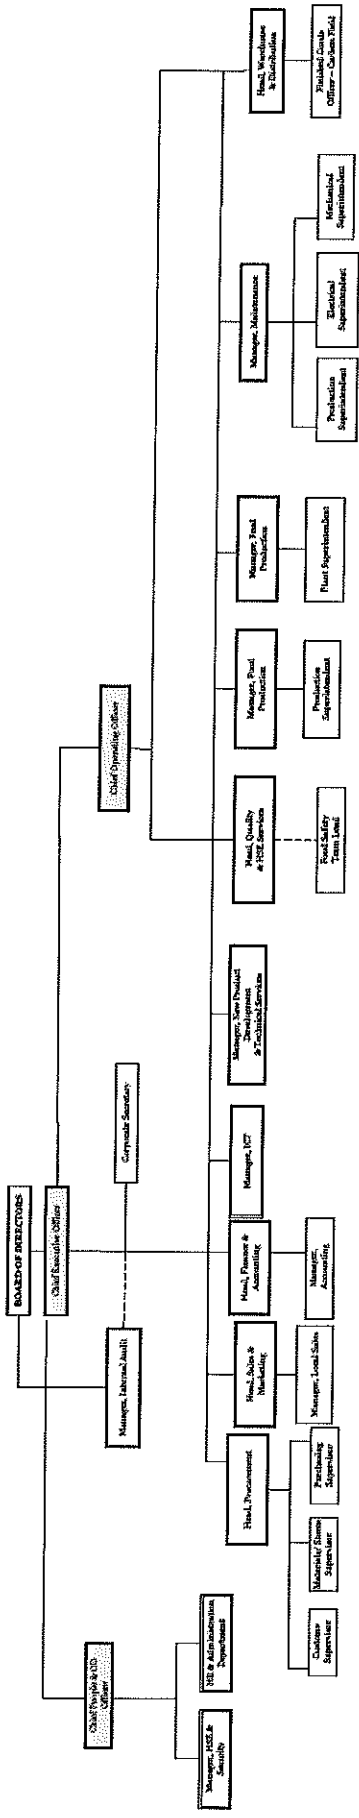 BOARD OF DIRECTORS
Chief Executive Officer
Chief People & OD
Officer
Chief Operating Officer
Manager, Internal Audit
Corporate Secretary
Manager, HSE &
Security
HR & Administration
Department
Head, Procurement
Head, Sales &
Marketing
Head, Finance &
Accounting
Manager, ICT
Manager, New Product
Development
& Technical Services
Head, Quality
& HSE Services
Manager, Food
Production
Manager, Feed
Production
Manager, Maintenance
Head, Warehouse
& Distribution
Customs
Supervisor
Materials/ Stores
Supervisor
Purchasing
Supervisor
Manager, Local Sales
Manager,
Accounting
Food Safety
Team Lead
Production
Superintendent
Plant Superintendent
Production
Superintendent
Electrical
Superintendent
Mechanical
Superintendent
Finished Goods
Officer –